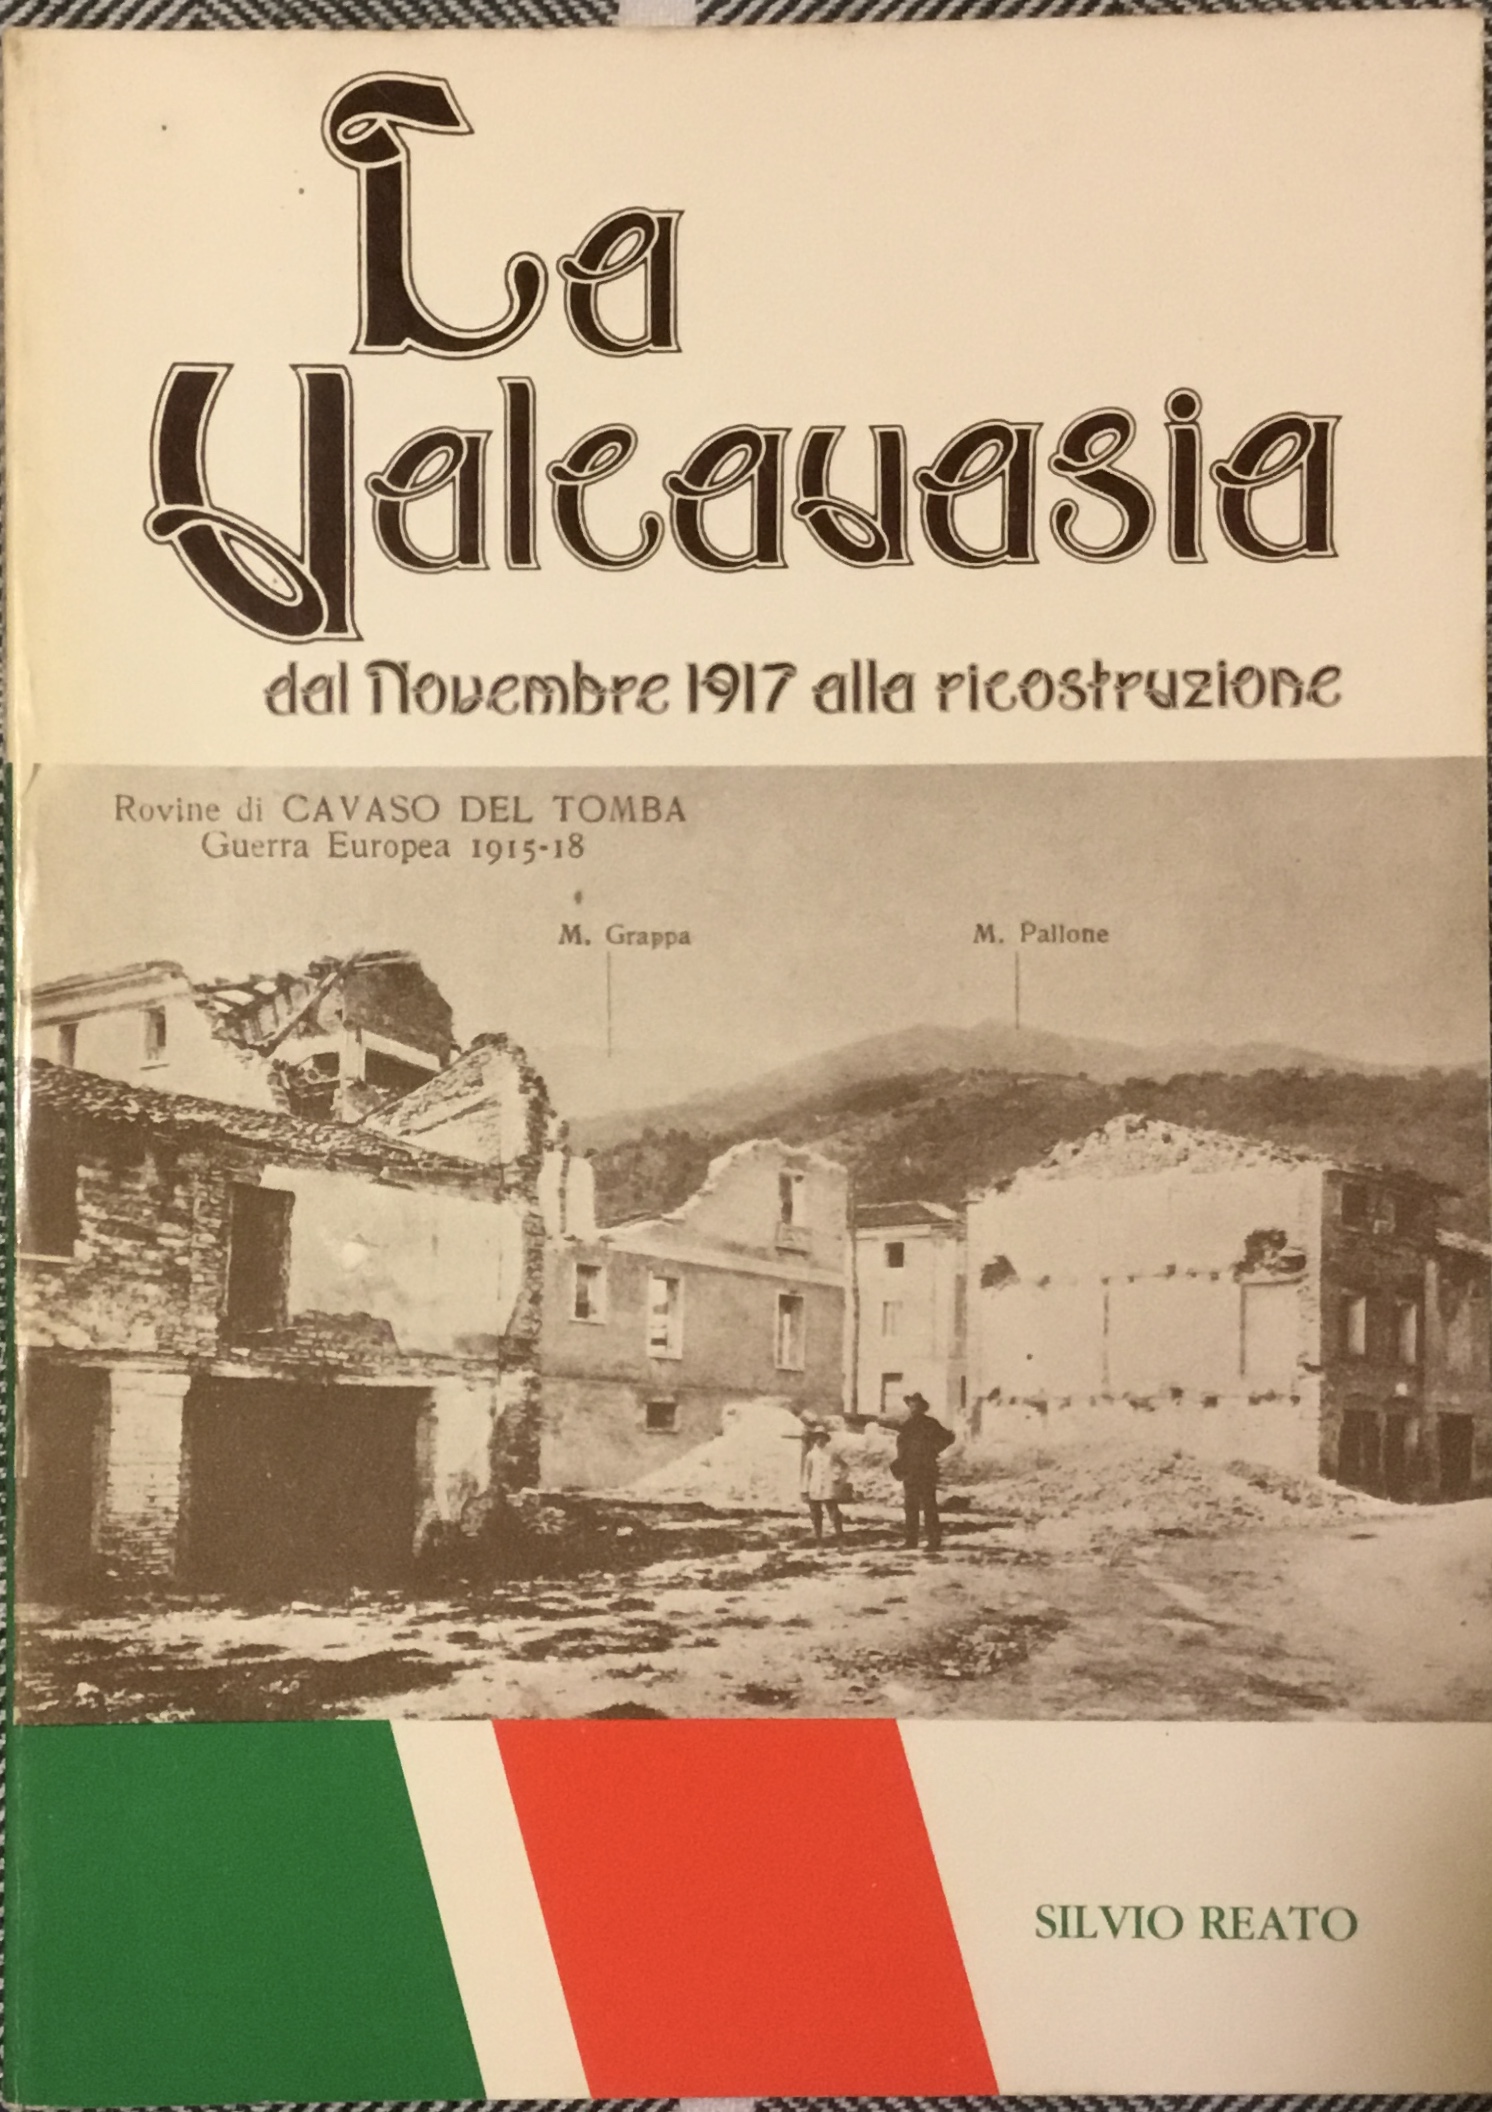 La
Valcavasia
dal Novembre 1917 alla ricostruzione
Rovine di CAVASO DEL TOMBA
Guerra Europea 1915-18
M. Grappa
M. Pallone
SILVIO REATO